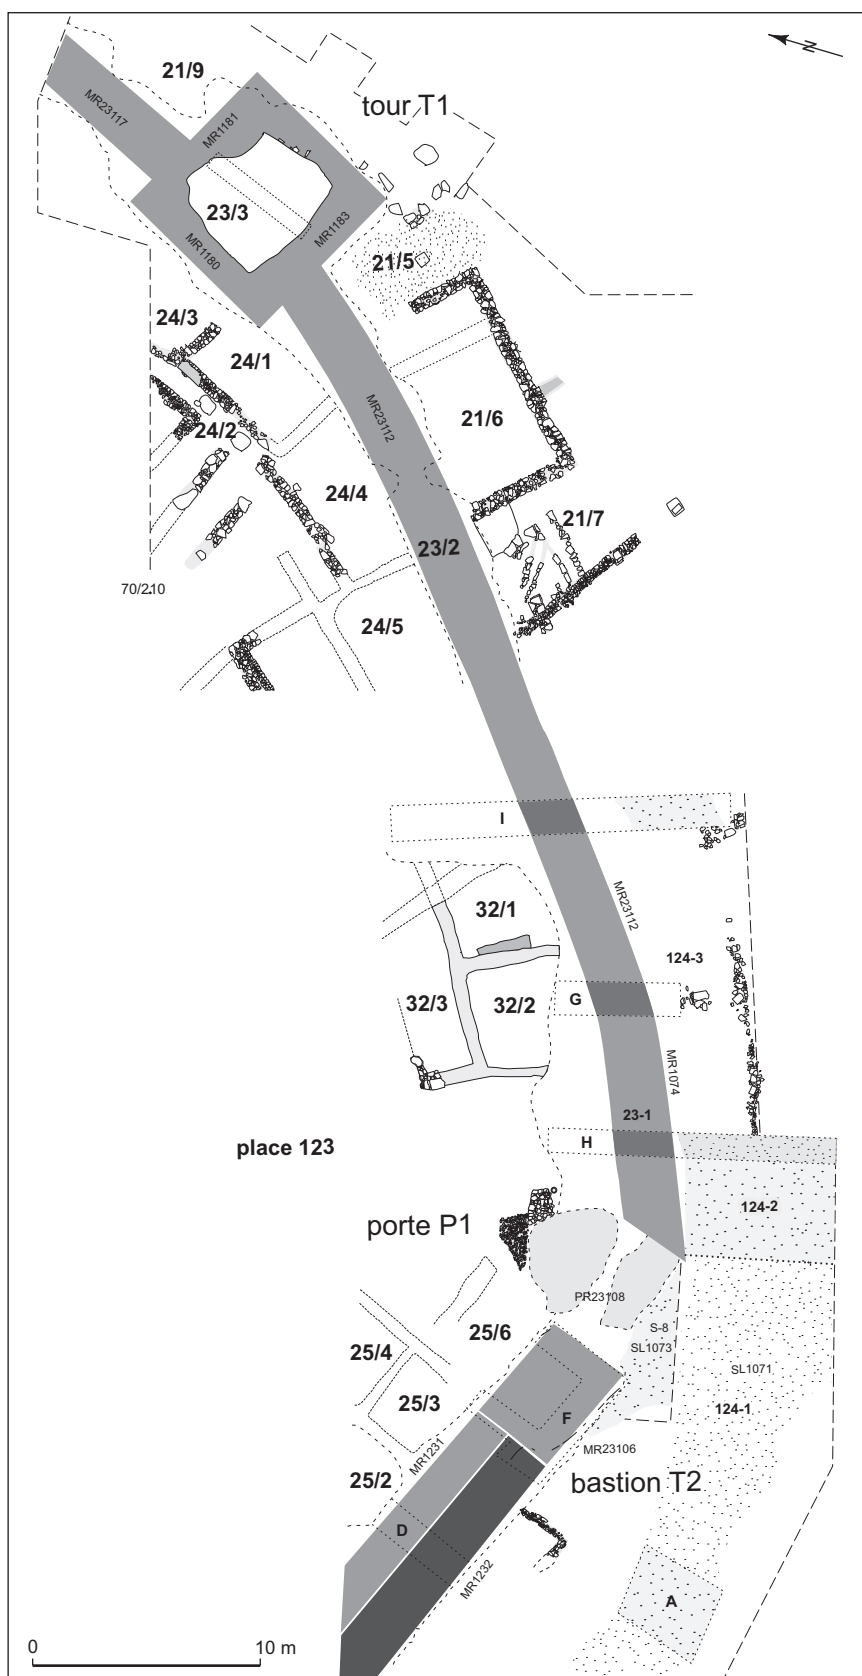 N
21/9
tour T1
MR23117
MR1181
23/3
MR1183
MR1180
21/5
24/3
24/1
MR23112
21/6
24/2
24/4
21/7
23/2
70/2.10
24/5
I
32/1
MR23112
124-3
32/3
32/2
G
MR1074
23-1
H
place 123
124-2
porte P1
PR23108
25/6
S-8
25/4
SL1073
SL1071
25/3
124-1
F
MR1231
MR23106
25/2
bastion T2
D
MR1232
A
0
10 m